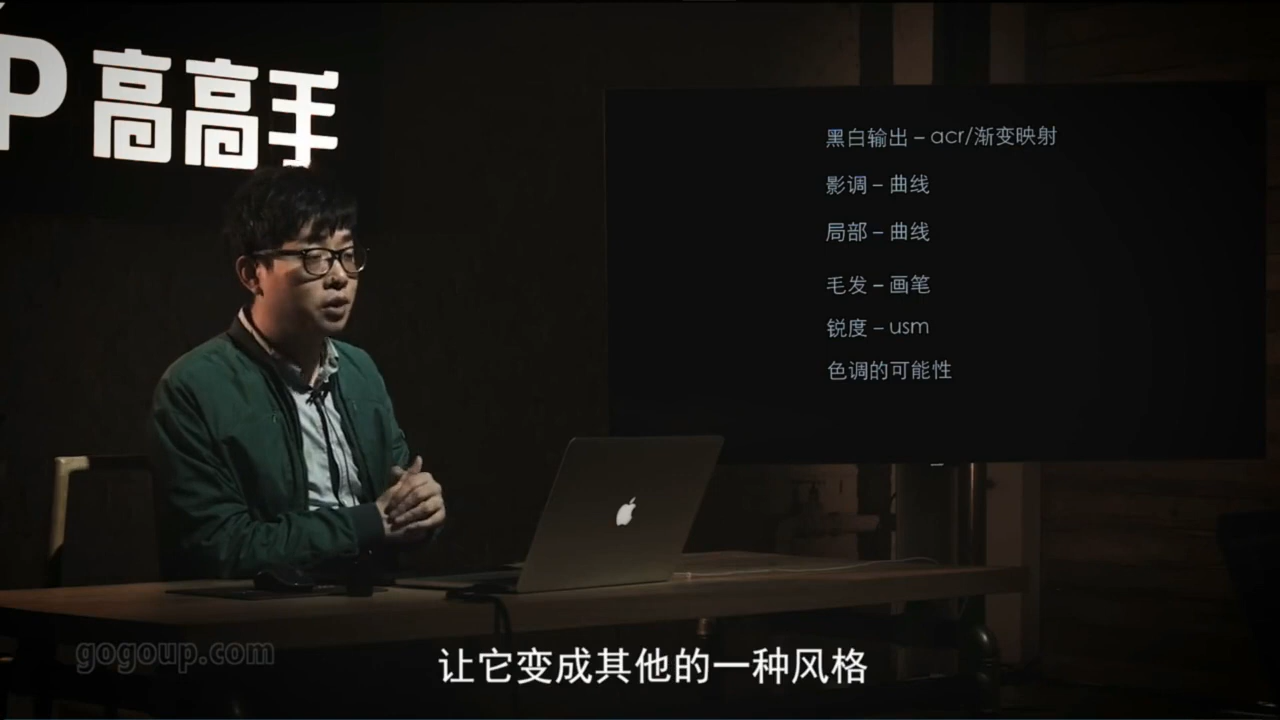 P 高高手
黑白输出 – acr/渐变映射
影调 – 曲线
局部 – 曲线
毛发 – 画笔
锐度 – usm
色调的可能性
gogoup.com
让它变成其他的一种风格